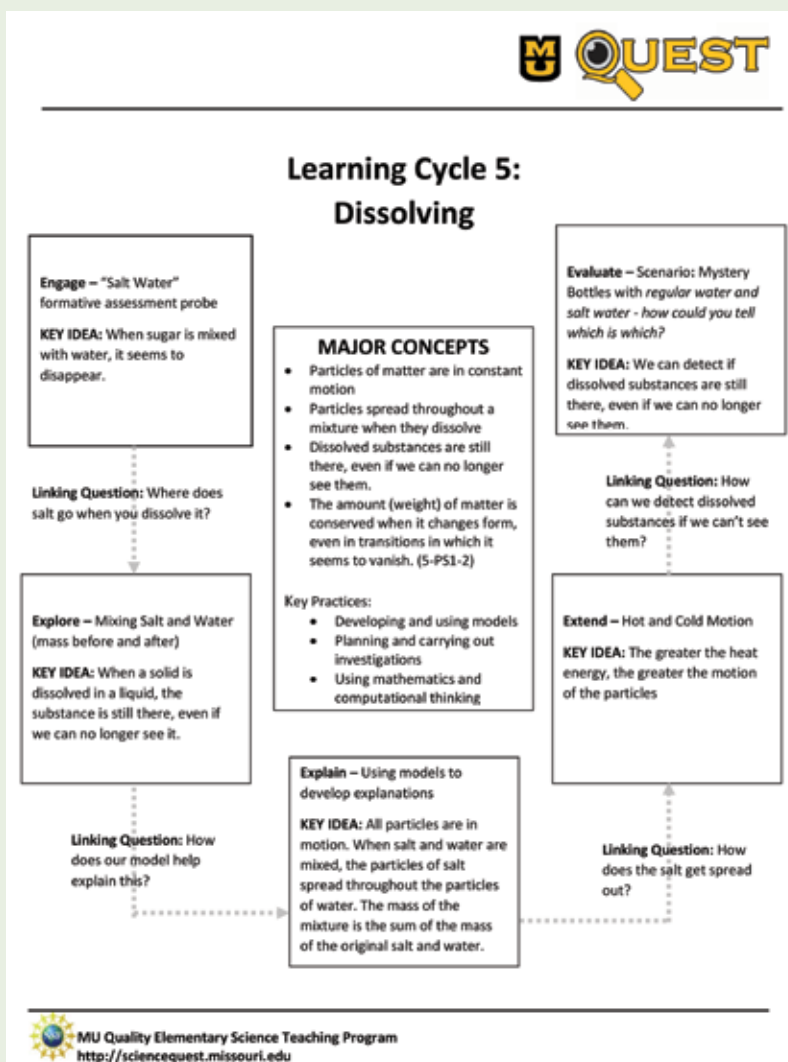 MU QUEST
Learning Cycle 5:
Dissolving
Engage – "Salt Water"
formative assessment probe
KEY IDEA: When sugar is mixed
with water, it seems to
disappear.
Linking Question: Where does
salt go when you dissolve it?
Explore – Mixing Salt and Water
(mass before and after)
KEY IDEA: When a solid is
dissolved in a liquid, the
substance is still there, even if
we can no longer see it.
Linking Question: How
does our model help
explain this?
MAJOR CONCEPTS
• Particles of matter are in constant
motion
• Particles spread throughout a
mixture when they dissolve
• Dissolved substances are still
there, even if we can no longer
see them.
• The amount (weight) of matter is
conserved when it changes form,
even in transitions in which it
seems to vanish. (5-PS1-2)
Key Practices:
• Developing and using models
• Planning and carrying out
investigations
• Using mathematics and
computational thinking
Explain – Using models to
develop explanations
KEY IDEA: All particles are in
motion. When salt and water are
mixed, the particles of salt
spread throughout the particles
of water. The mass of the
mixture is the sum of the mass
of the original salt and water.
Linking Question: How
does the salt get spread
out?
Extend – Hot and Cold Motion
KEY IDEA: The greater the heat
energy, the greater the motion
of the particles
Linking Question: How
can we detect dissolved
substances if we can't see
them?
Evaluate – Scenario: Mystery
Bottles with regular water and
salt water - how could you tell
which is which?
KEY IDEA: We can detect if
dissolved substances are still
there, even if we can no longer
see them.
MU Quality Elementary Science Teaching Program
http://sciencequest.missouri.edu